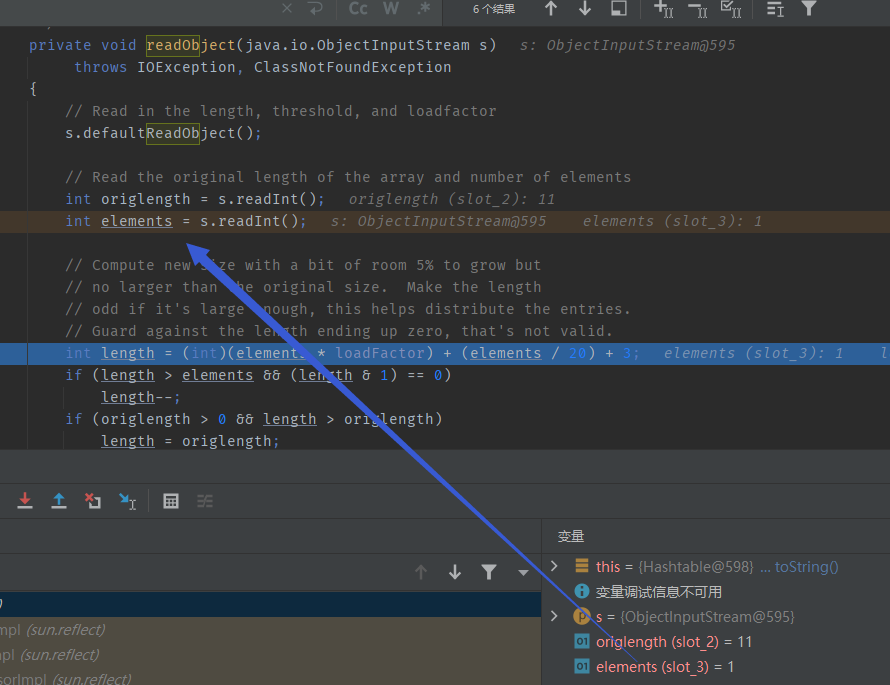 Cc W .* 6 个结果
private void readObject(java.io.ObjectInputStream s) s: ObjectInputStream@595
throws IOException, ClassNotFoundException
{
// Read in the length, threshold, and loadfactor
s.defaultReadObject();
// Read the original length of the array and number of elements
int origlength = s.readInt(); origlength (slot_2): 11
int elements = s.readInt(); s: ObjectInputStream@595 elements (slot_3): 1
// Compute new size with a bit of room 5% to grow but
// no larger than the original size. Make the length
// odd if it's large enough, this helps distribute the entries.
// Guard against the length ending up zero, that's not valid.
int length = (int)(elements * loadFactor) + (elements / 20) + 3; elements (slot_3): 1 l
if (length > elements && (length & 1) == 0)
length--;
if (origlength > 0 && length > origlength)
length = origlength;
变量
this = {Hashtable@598} ... toString()
变量调试信息不可用
s = {ObjectInputStream@595}
origlength (slot_2) = 11
elements (slot_3) = 1
mpl (sun.reflect)
pl (sun.reflect)
sorImpl (sun.reflect)